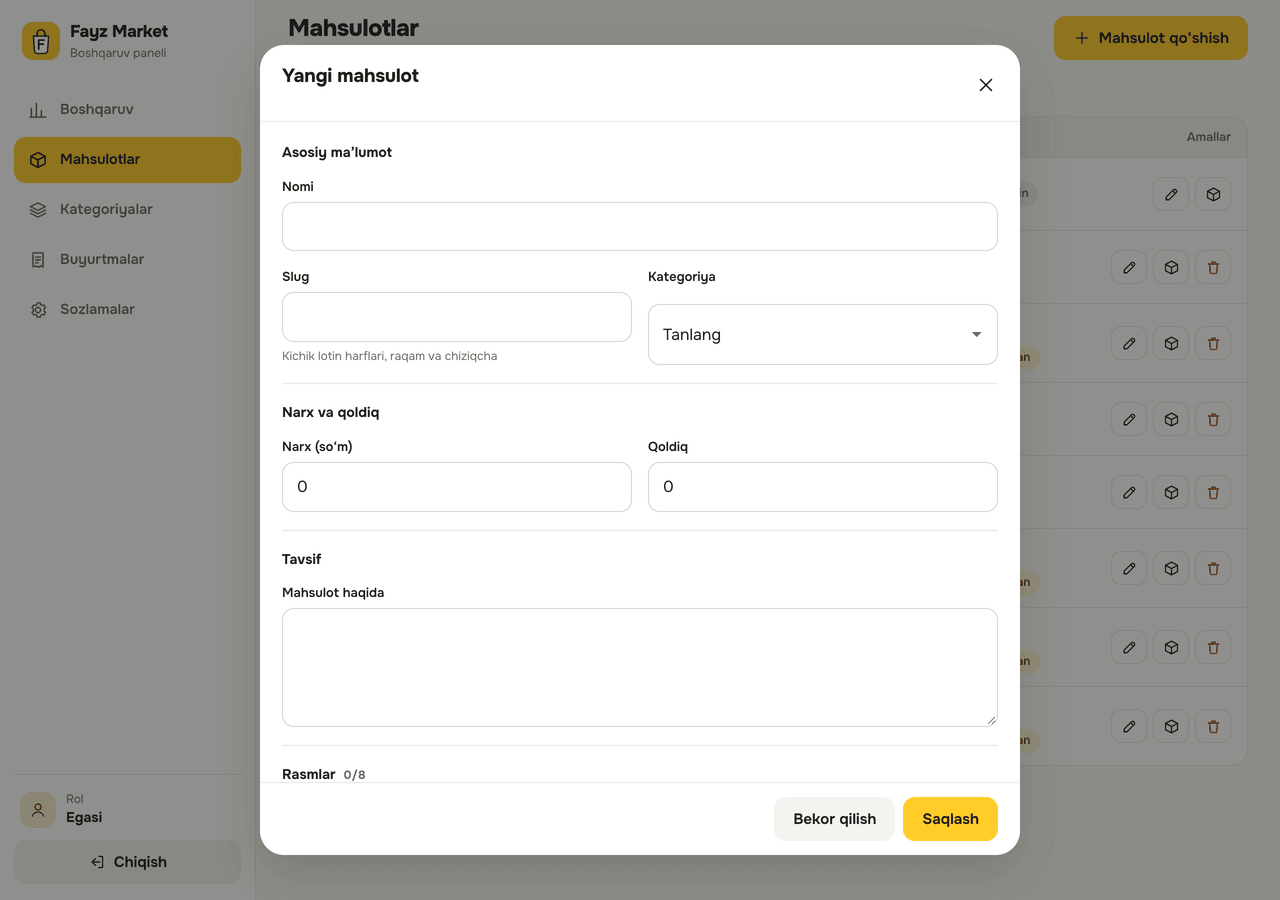 Fayz Market
Boshqaruv paneli
Boshqaruv
Mahsulotlar
Kategoriyalar
Buyurtmalar
Sozlamalar
Rol
Egasi
Chiqish
Mahsulotlar
+ Mahsulot qo‘shish
Amallar
Yangi mahsulot
Asosiy ma’lumot
Nomi
Slug
Kategoriya
Tanlang
Kichik lotin harflari, raqam va chiziqcha
Narx va qoldiq
Narx (so‘m)
Qoldiq
0
0
Tavsif
Mahsulot haqida
Rasmlar 0/8
Bekor qilish
Saqlash